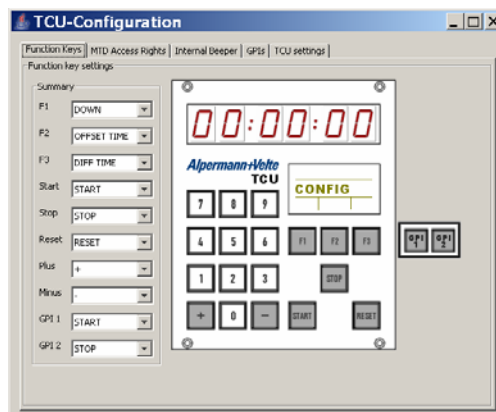 TCU-Configuration
Function Keys MTD Access Rights Internal Beeper GPIs TCU settings
Function key settings
Summary
F1 DOWN
F2 OFFSET TIME
F3 DIFF TIME
Start START
Stop STOP
Reset RESET
Plus +
Minus -
GPI 1 START
GPI 2 STOP
00:00:00
Alpermann+Velte
TCU
CONFIG
7 8 9
4 5 6 F1 F2 F3
1 2 3 STOP
+ 0 - START RESET
GPI 1 GPI 2